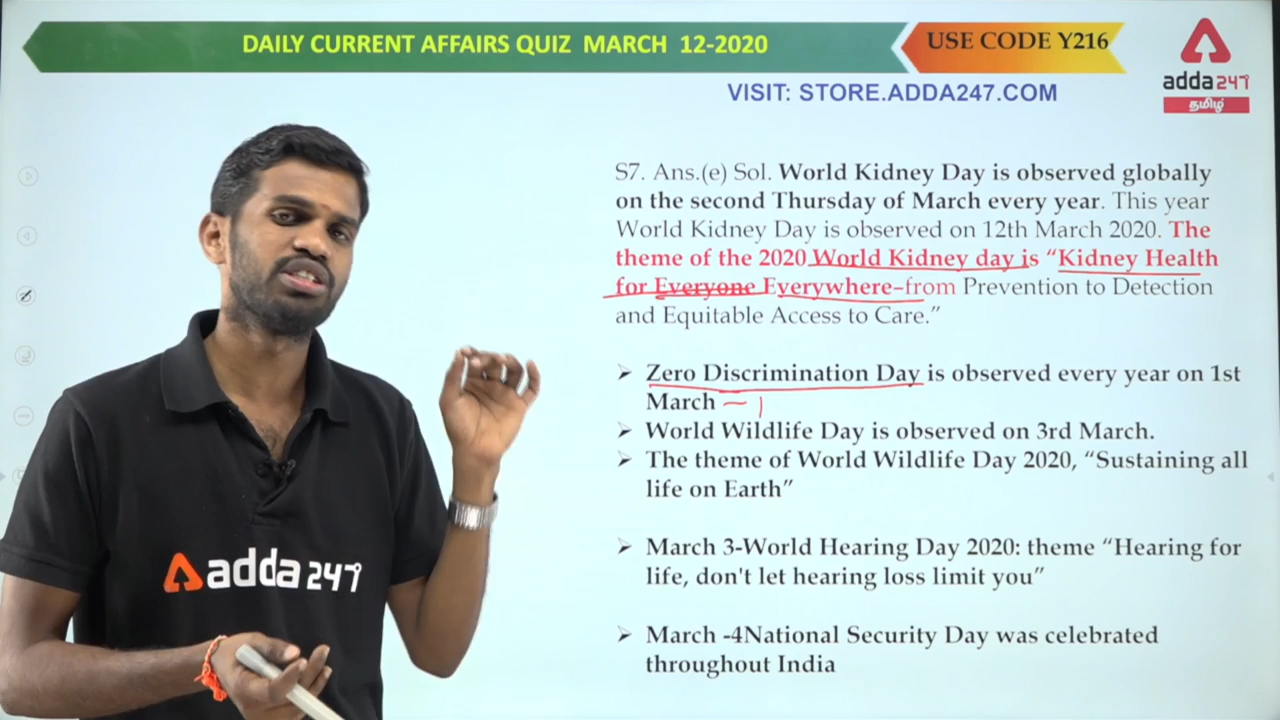 DAILY CURRENT AFFAIRS QUIZ MARCH 12-2020
USE CODE Y216
adda247
தமிழ்
VISIT: STORE.ADDA247.COM
S7. Ans.(e) Sol. World Kidney Day is observed globally
on the second Thursday of March every year. This year
World Kidney Day is observed on 12th March 2020. The
theme of the 2020 World Kidney day is “Kidney Health
for Everyone Everywhere–from Prevention to Detection
and Equitable Access to Care.”
➢ Zero Discrimination Day is observed every year on 1st
March – 1
➢ World Wildlife Day is observed on 3rd March.
➢ The theme of World Wildlife Day 2020, “Sustaining all
life on Earth”
➢ March 3-World Hearing Day 2020: theme “Hearing for
life, don't let hearing loss limit you”
➢ March -4National Security Day was celebrated
throughout India
adda247